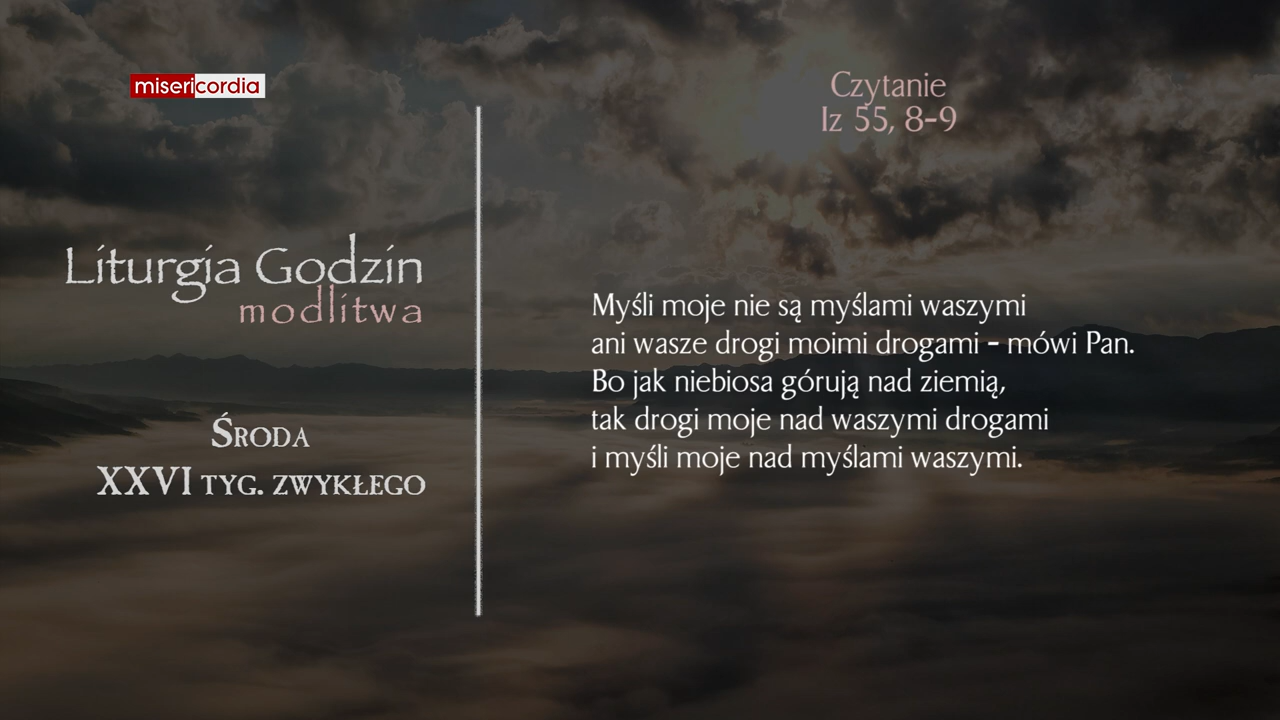 misericordia
Liturgia Godzin
modlitwa
Środa
XXVI tyg. zwykłego
Czytanie
Iz 55, 8-9
Myśli moje nie są myślami waszymi
ani wasze drogi moimi drogami - mówi Pan.
Bo jak niebiosa górują nad ziemią,
tak drogi moje nad waszymi drogami
i myśli moje nad myślami waszymi.